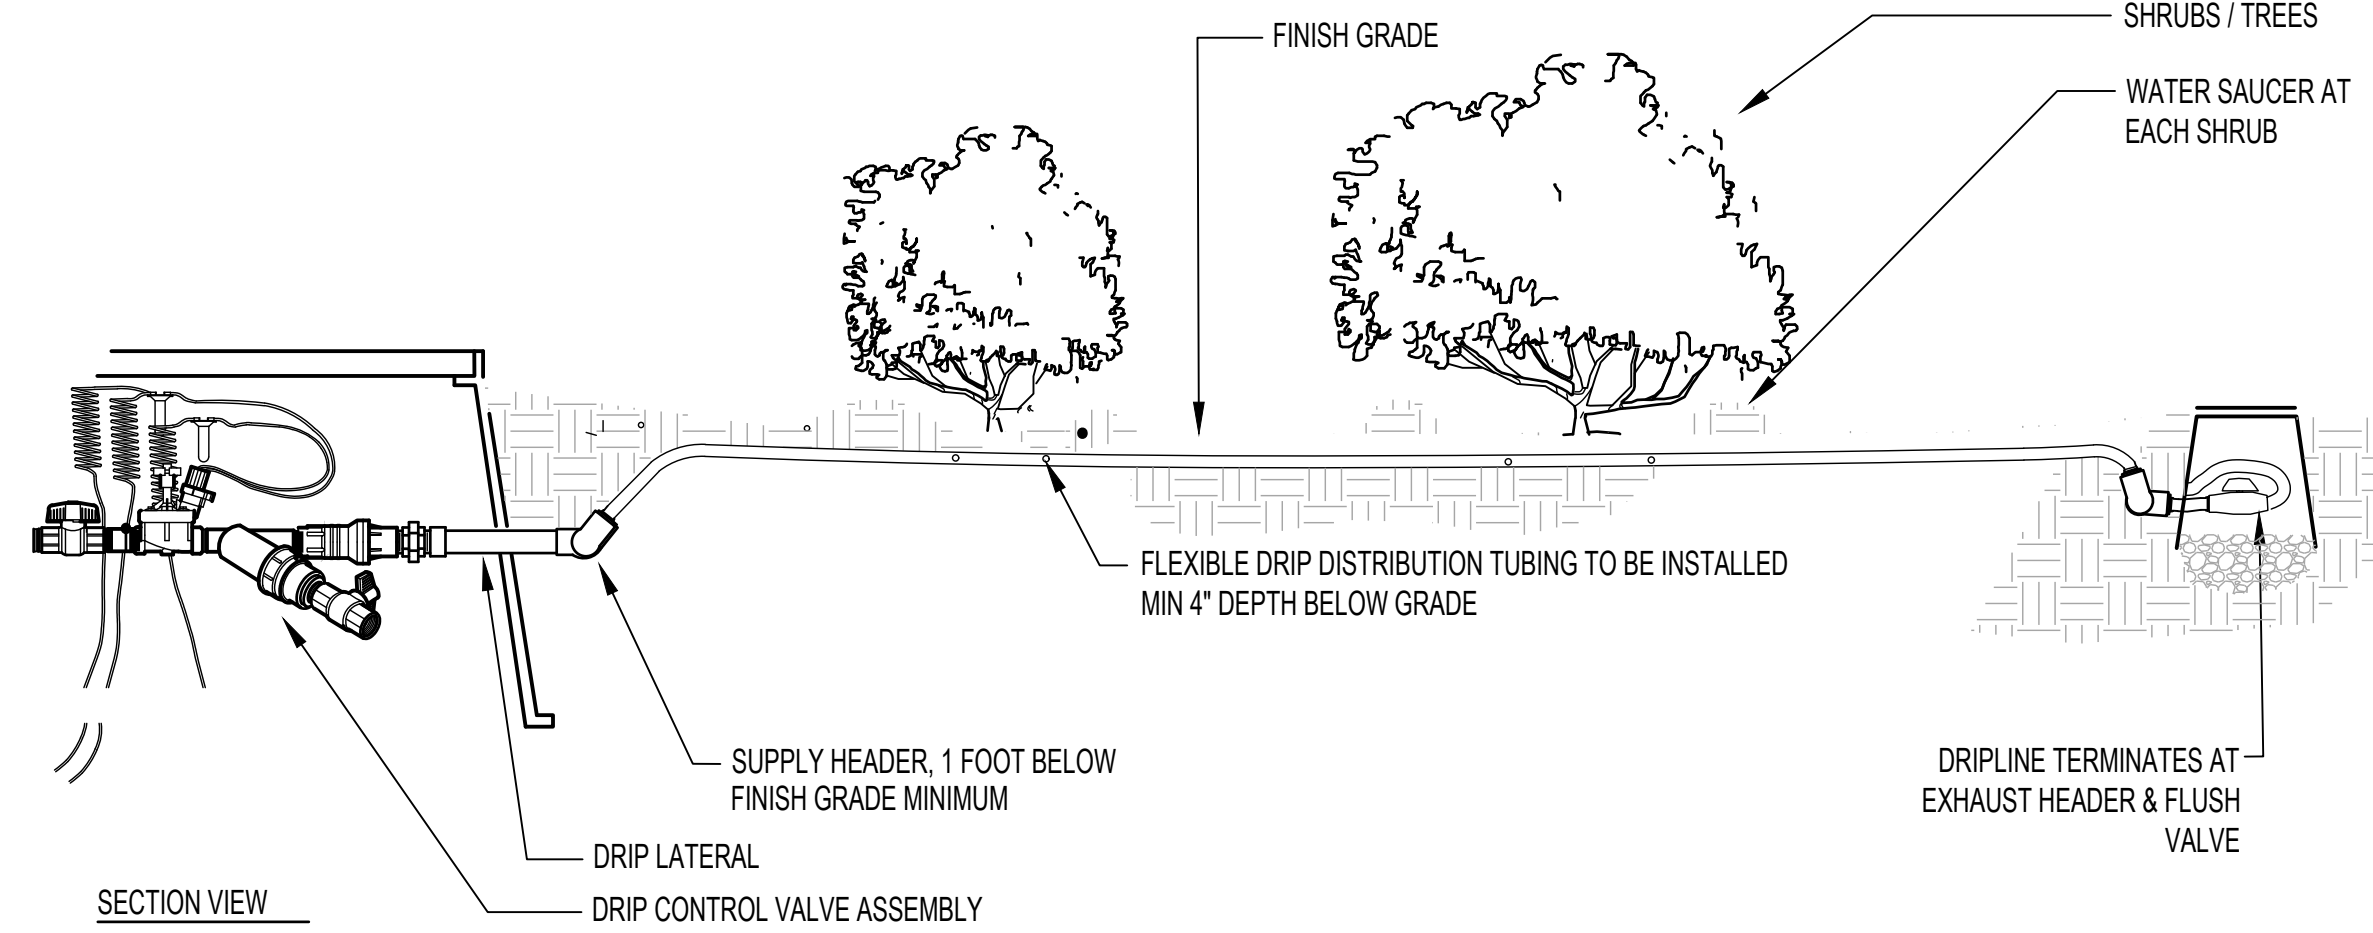 FINISH GRADE
SHRUBS / TREES
WATER SAUCER AT
EACH SHRUB
FLEXIBLE DRIP DISTRIBUTION TUBING TO BE INSTALLED
MIN 4" DEPTH BELOW GRADE
SUPPLY HEADER, 1 FOOT BELOW
FINISH GRADE MINIMUM
DRIPLINE TERMINATES AT
EXHAUST HEADER & FLUSH
VALVE
DRIP LATERAL
DRIP CONTROL VALVE ASSEMBLY
SECTION VIEW